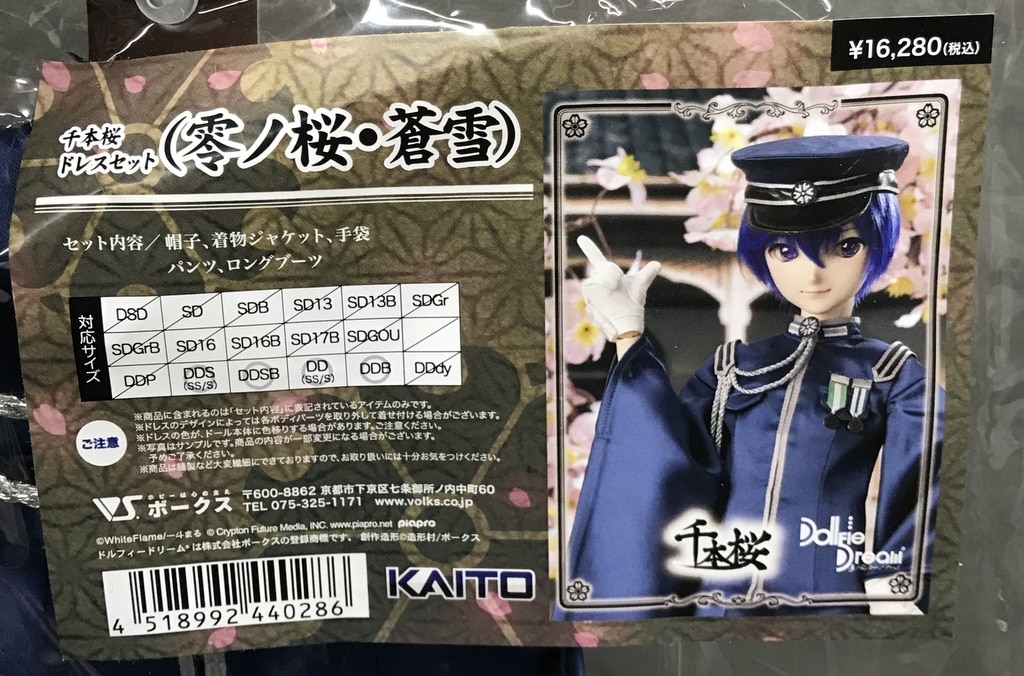 ¥16,280(税込)
千本桜
ドレスセット
(零ノ桜・蒼雪)
セット内容／帽子、着物ジャケット、手袋
パンツ、ロングブーツ
対応サイズ
DSD SD SDB SD13 SD13B SDGr
SDGrB SD16 SD16B SD17B SDGOU
DDP DDS(SS/S) DDSB DD(SS/S) DDB DDdy
ご注意
※商品に含まれるのは「セット内容」に表記されているアイテムのみです。
※ドレスのデザインによっては各ボディパーツを取り外して着せ付ける場合がございます。
※ドレスの色が、ドール本体に色移りする場合があります。ご注意ください。
※写真はサンプルです。商品の内容が一部変更になる場合がございます。
予めご了承ください。
※商品は縫製など大変繊細にできておりますので、お取り扱いには十分お気をつけください。
VS.
ホビーは心の文化
ボークス
〒600-8862 京都市下京区七条御所ノ内中町60
TEL 075-325-1171 www.volks.co.jp
©WhiteFlame/一斗まる © Crypton Future Media, INC. www.piapro.net piapro
ドルフィードリーム®は株式会社ボークスの登録商標です。 創作造形©造形村/ボークス
4 518992 440286
KAITO
千本桜
Dollfie
Dream®